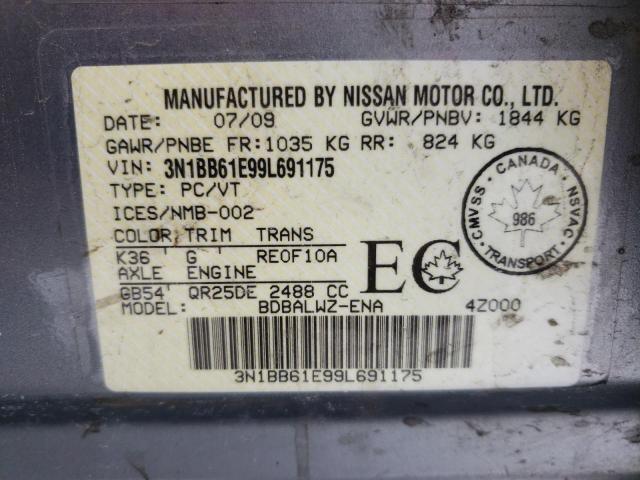 MANUFACTURED BY NISSAN MOTOR CO., LTD.
DATE: 07/09 GVWR/PNBV: 1844 KG
GAWR/PNBE FR:1035 KG RR: 824 KG
VIN: 3N1BB61E99L691175
TYPE: PC/VT
ICES/NMB-002
COLOR TRIM TRANS
K36 G RE0F10A
AXLE ENGINE
GB54 QR25DE 2488 CC
MODEL: BDBALWZ-ENA 4Z000
EC
CANADA
CMVSS
986
NSVAC
TRANSPORT
3N1BB61E99L691175